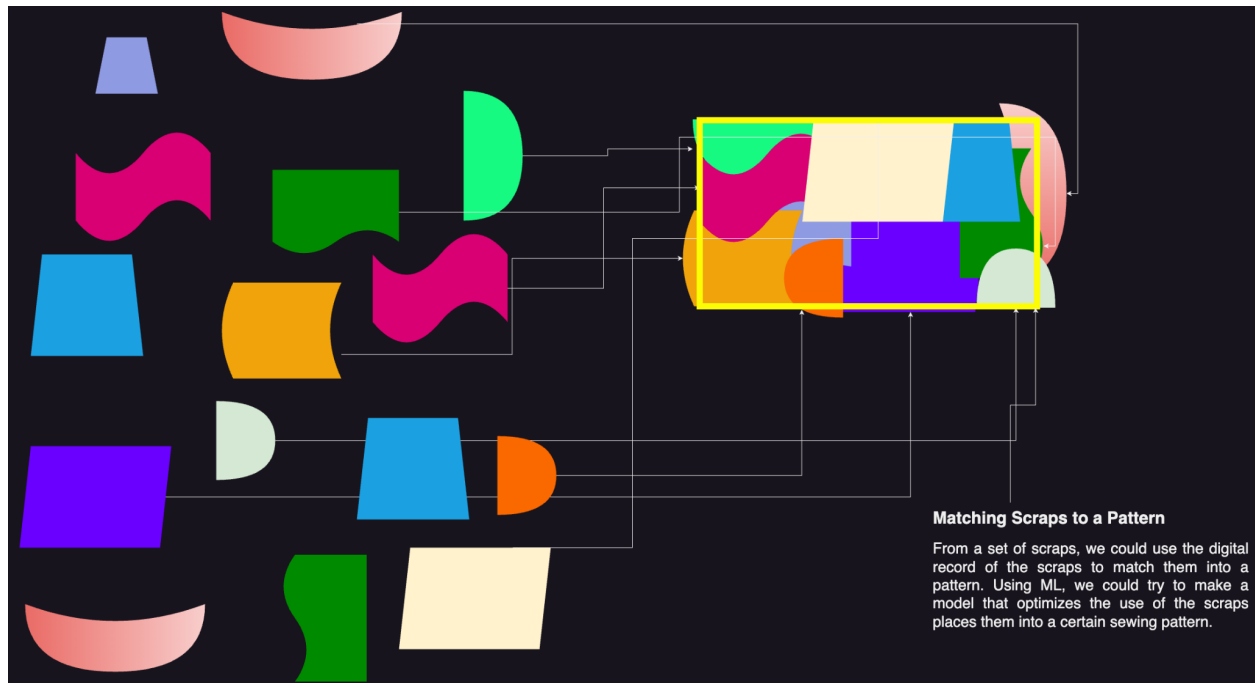 Matching Scraps to a Pattern
From a set of scraps, we could use the digital
record of the scraps to match them into a
pattern. Using ML, we could try to make a
model that optimizes the use of the scraps
places them into a certain sewing pattern.